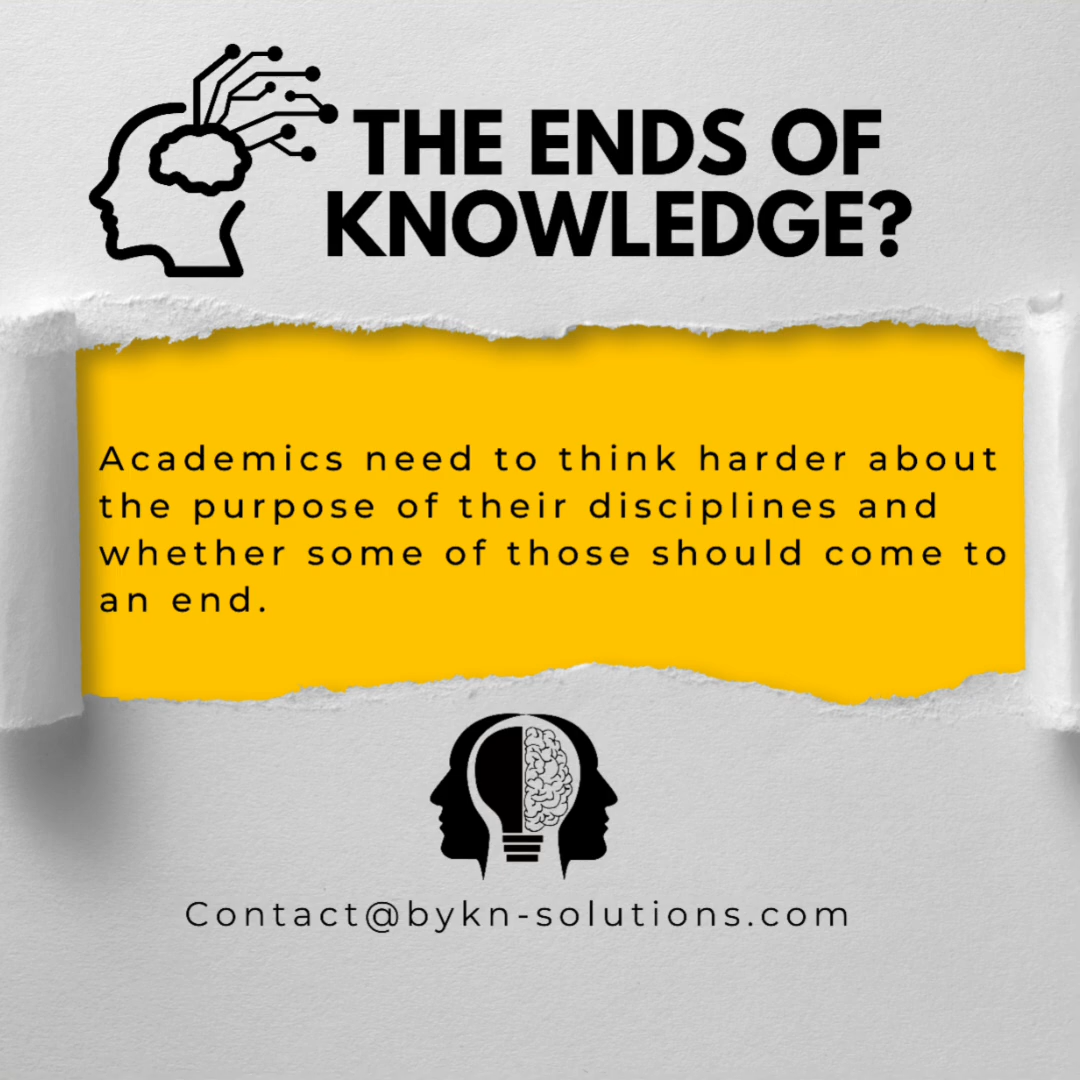 THE ENDS OF
KNOWLEDGE?
Academics need to think harder about
the purpose of their disciplines and
whether some of those should come to
an end.
Contact@bykn-solutions.com